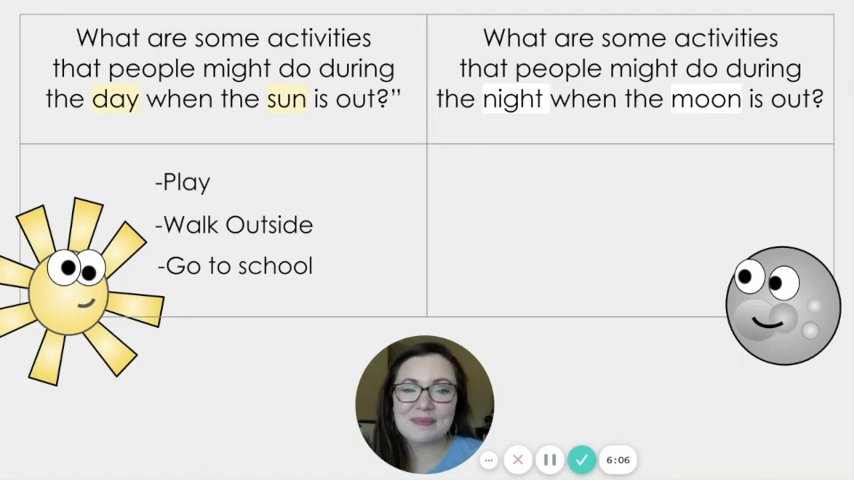 What are some activities
that people might do during
the day when the sun is out?”
What are some activities
that people might do during
the night when the moon is out?
-Play
-Walk Outside
-Go to school
6:06